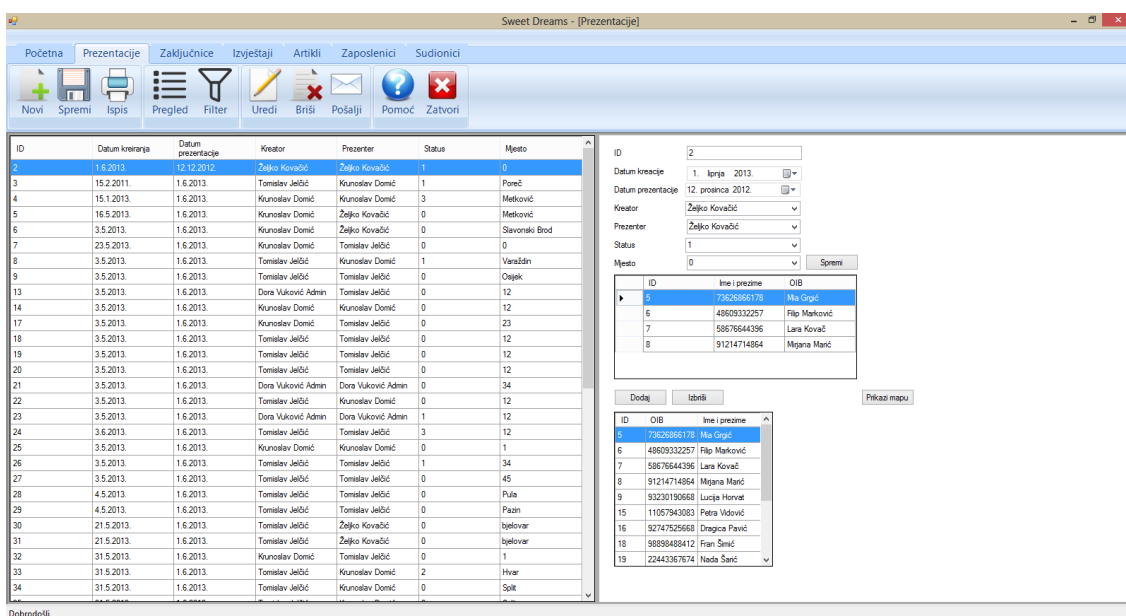 Sweet Dreams - [Prezentacije]
Početna Prezentacije Zaključnice Izvještaji Artikli Zaposlenici Sudionici
Novi Spremi Ispis Pregled Filter Uredi Briši Pošalji Pomoć Zatvori
ID Datum kreiranja Datum prezentacije Kreator Prezenter Status Mjesto
2 1.6.2013. 12.12.2012. Željko Kovačić Željko Kovačić 1 0
3 15.2.2011. 1.6.2013. Tomislav Jelčić Krunoslav Domić 1 Poreč
4 15.1.2013. 1.6.2013. Krunoslav Domić Krunoslav Domić 3 Metković
5 16.5.2013. 1.6.2013. Krunoslav Domić Željko Kovačić 0 Metković
6 3.5.2013. 1.6.2013. Krunoslav Domić Željko Kovačić 0 Slavonski Brod
7 23.5.2013. 1.6.2013. Krunoslav Domić Tomislav Jelčić 0 0
8 3.5.2013. 1.6.2013. Tomislav Jelčić Krunoslav Domić 1 Varaždin
9 3.5.2013. 1.6.2013. Tomislav Jelčić Tomislav Jelčić 0 Osijek
13 3.5.2013. 1.6.2013. Dora Vuković Admin Tomislav Jelčić 0 12
14 3.5.2013. 1.6.2013. Krunoslav Domić Krunoslav Domić 0 12
17 3.5.2013. 1.6.2013. Krunoslav Domić Tomislav Jelčić 0 23
18 3.5.2013. 1.6.2013. Tomislav Jelčić Tomislav Jelčić 0 12
19 3.5.2013. 1.6.2013. Tomislav Jelčić Tomislav Jelčić 0 12
20 3.5.2013. 1.6.2013. Tomislav Jelčić Tomislav Jelčić 0 12
21 3.5.2013. 1.6.2013. Dora Vuković Admin Dora Vuković Admin 0 34
22 3.5.2013. 1.6.2013. Krunoslav Domić Tomislav Jelčić 0 12
23 3.5.2013. 1.6.2013. Dora Vuković Admin Dora Vuković Admin 1 12
24 3.6.2013. 1.6.2013. Tomislav Jelčić Tomislav Jelčić 3 12
25 3.5.2013. 1.6.2013. Krunoslav Domić Krunoslav Domić 0 1
26 3.5.2013. 1.6.2013. Tomislav Jelčić Tomislav Jelčić 1 34
27 3.5.2013. 1.6.2013. Tomislav Jelčić Tomislav Jelčić 0 45
28 4.5.2013. 1.6.2013. Tomislav Jelčić Tomislav Jelčić 0 Pula
29 4.5.2013. 1.6.2013. Tomislav Jelčić Tomislav Jelčić 0 Pazin
30 21.5.2013. 1.6.2013. Tomislav Jelčić Željko Kovačić 0 bjelovar
31 21.5.2013. 1.6.2013. Tomislav Jelčić Željko Kovačić 0 bjelovar
32 31.5.2013. 1.6.2013. Krunoslav Domić Tomislav Jelčić 0 1
33 31.5.2013. 1.6.2013. Tomislav Jelčić Krunoslav Domić 2 Hvar
34 31.5.2013. 1.6.2013. Tomislav Jelčić Krunoslav Domić 0 Split
ID 2
Datum kreacije 1. lipnja 2013.
Datum prezentacije 12. prosinca 2012.
Kreator Željko Kovačić
Prezenter Željko Kovačić
Status 1
Mjesto 0 Spremi
ID Ime i prezime OIB
5 73626866178 Mia Grgić
6 48609332257 Filip Marković
7 58676644396 Lara Kovač
8 91214714864 Mirjana Marić
Dodaj Izbriši Prikazi mapu
ID OIB Ime i prezime
5 73626866178 Mia Grgić
6 48609332257 Filip Marković
7 58676644396 Lara Kovač
8 91214714864 Mirjana Marić
9 93230190668 Lucija Horvat
15 11057943083 Petra Vidović
16 92747525668 Dragica Pavić
18 98898488412 Fran Šimić
19 22443367674 Nada Šarić
Dobrodošli